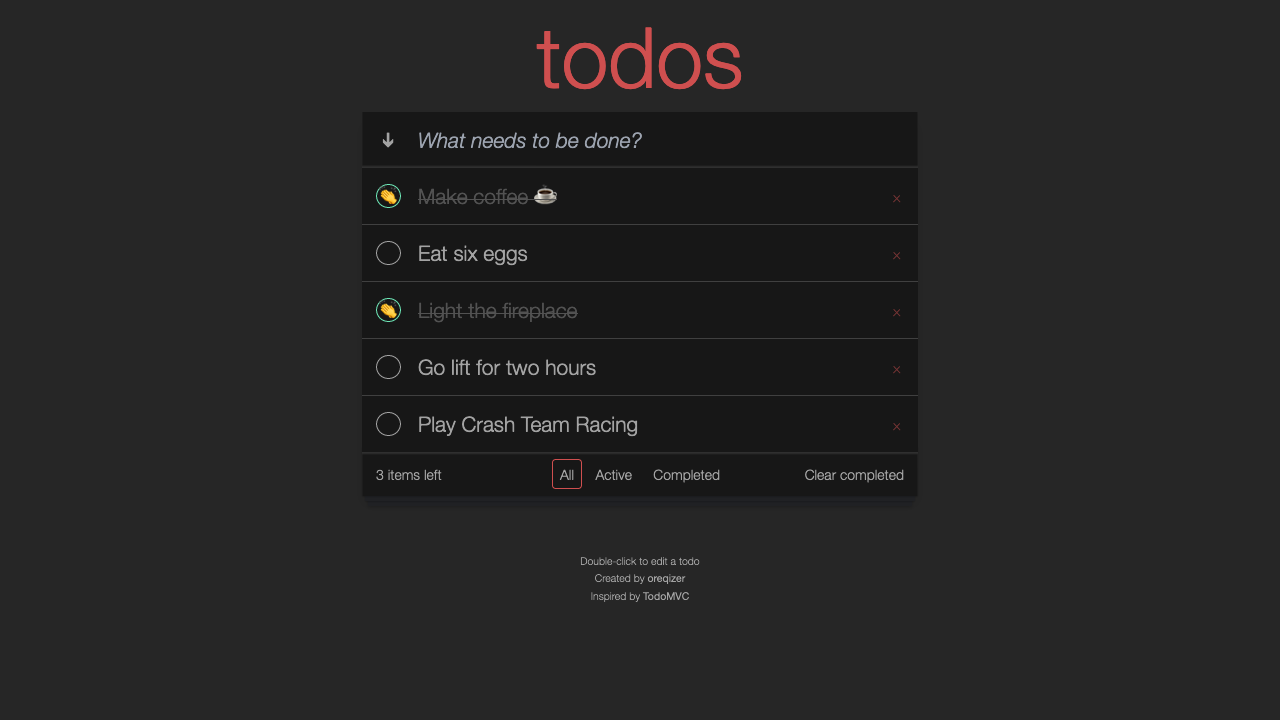 todos
What needs to be done?
Make coffee ☕
×
Eat six eggs
×
Light the fireplace
×
Go lift for two hours
×
Play Crash Team Racing
×
3 items left All Active Completed Clear completed
Double-click to edit a todo
Created by oreqizer
Inspired by TodoMVC